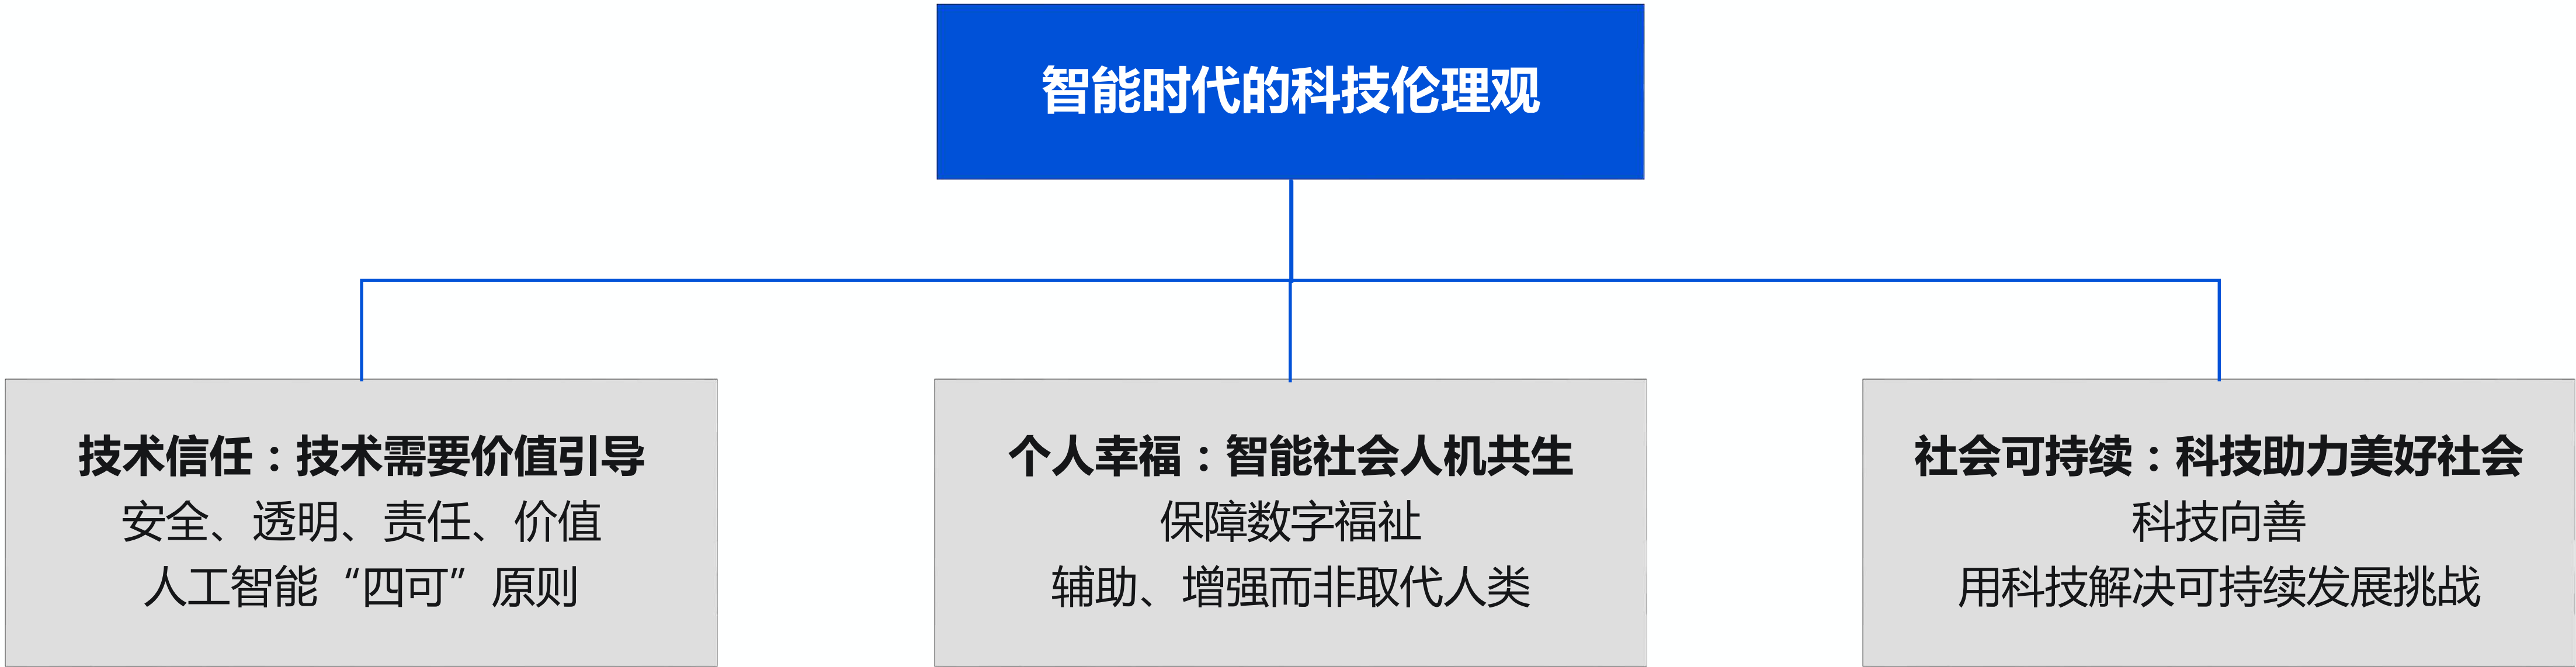 智能时代的科技伦理观
技术信任：技术需要价值引导
安全、透明、责任、价值
人工智能“四可”原则
个人幸福：智能社会人机共生
保障数字福祉
辅助、增强而非取代人类
社会可持续：科技助力美好社会
科技向善
用科技解决可持续发展挑战